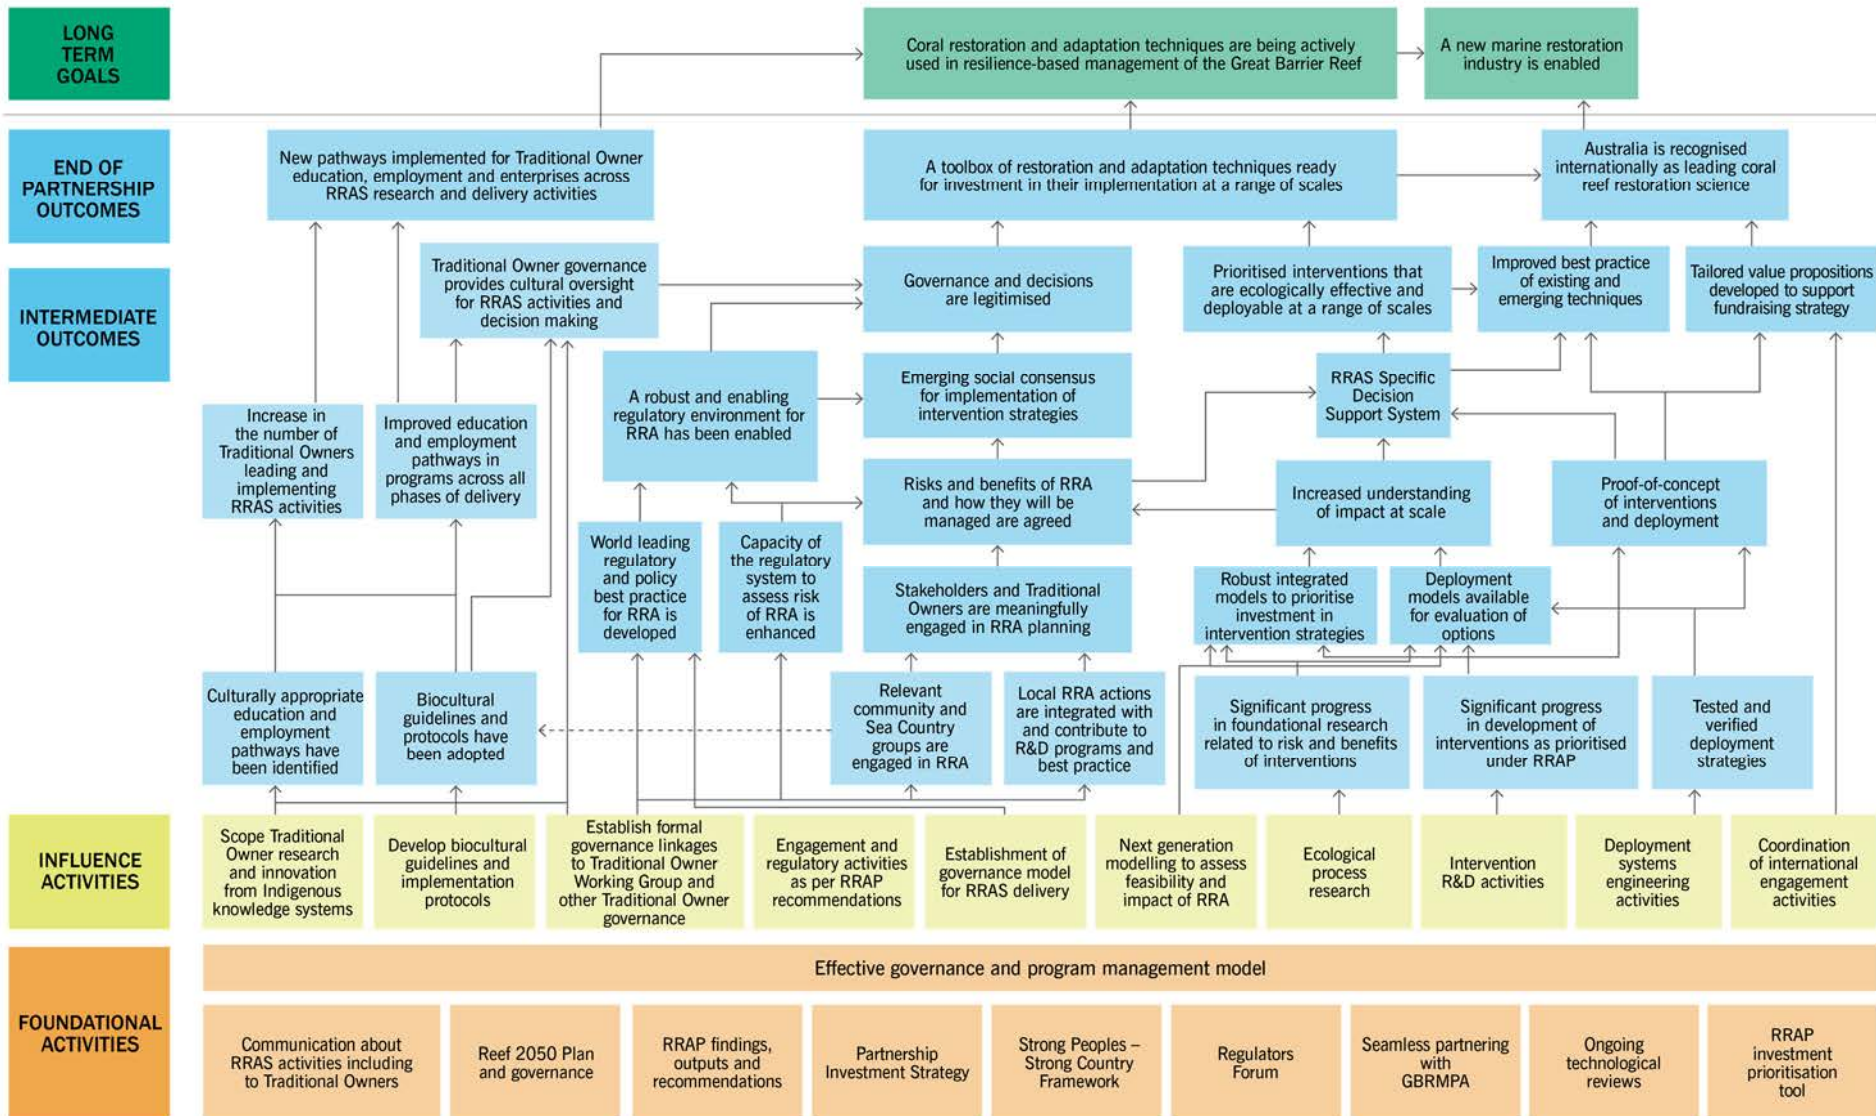 LONG
TERM
GOALS
Coral restoration and adaptation techniques are being actively
used in resilience-based management of the Great Barrier Reef
A new marine restoration
industry is enabled
END OF
PARTNERSHIP
OUTCOMES
New pathways implemented for Traditional Owner
education, employment and enterprises across
RRAS research and delivery activities
A toolbox of restoration and adaptation techniques ready
for investment in their implementation at a range of scales
Australia is recognised
internationally as leading coral
reef restoration science
INTERMEDIATE
OUTCOMES
Traditional Owner governance
provides cultural oversight
for RRAS activities and
decision making
Governance and decisions
are legitimised
Prioritised interventions that
are ecologically effective and
deployable at a range of scales
Improved best practice
of existing and
emerging techniques
Tailored value propositions
developed to support
fundraising strategy
A robust and enabling
regulatory environment for
RRA has been enabled
Emerging social consensus
for implementation of
intervention strategies
RRAS Specific
Decision
Support System
Increase in
the number of
Traditional Owners
leading and
implementing
RRAS activities
Improved education
and employment
pathways in
programs across all
phases of delivery
Risks and benefits of RRA
and how they will be
managed are agreed
Increased understanding
of impact at scale
Proof-of-concept
of interventions
and deployment
World leading
regulatory
and policy
best practice
for RRA is
developed
Capacity of
the regulatory
system to
assess risk
of RRA is
enhanced
Stakeholders and Traditional
Owners are meaningfully
engaged in RRA planning
Robust integrated
models to prioritise
investment in
intervention strategies
Deployment
models available
for evaluation of
options
Culturally appropriate
education and
employment
pathways have
been identified
Biocultural
guidelines and
protocols have
been adopted
Relevant
community and
Sea Country
groups are
engaged in RRA
Local RRA actions
are integrated with
and contribute to
R&D programs and
best practice
Significant progress
in foundational research
related to risk and benefits
of interventions
Significant progress
in development of
interventions as prioritised
under RRAP
Tested and
verified
deployment
strategies
INFLUENCE
ACTIVITIES
Scope Traditional
Owner research
and innovation
from Indigenous
knowledge systems
Develop biocultural
guidelines and
implementation
protocols
Establish formal
governance linkages
to Traditional Owner
Working Group and
other Traditional Owner
governance
Engagement and
regulatory activities
as per RRAP
recommendations
Establishment of
governance model
for RRAS delivery
Next generation
modelling to assess
feasibility and
impact of RRA
Ecological
process
research
Intervention
R&D activities
Deployment
systems
engineering
activities
Coordination
of international
engagement
activities
FOUNDATIONAL
ACTIVITIES
Effective governance and program management model
Communication about
RRAS activities including
to Traditional Owners
Reef 2050 Plan
and governance
RRAP findings,
outputs and
recommendations
Partnership
Investment Strategy
Strong Peoples –
Strong Country
Framework
Regulators
Forum
Seamless partnering
with
GBRMPA
Ongoing
technological
reviews
RRAP
investment
prioritisation
tool